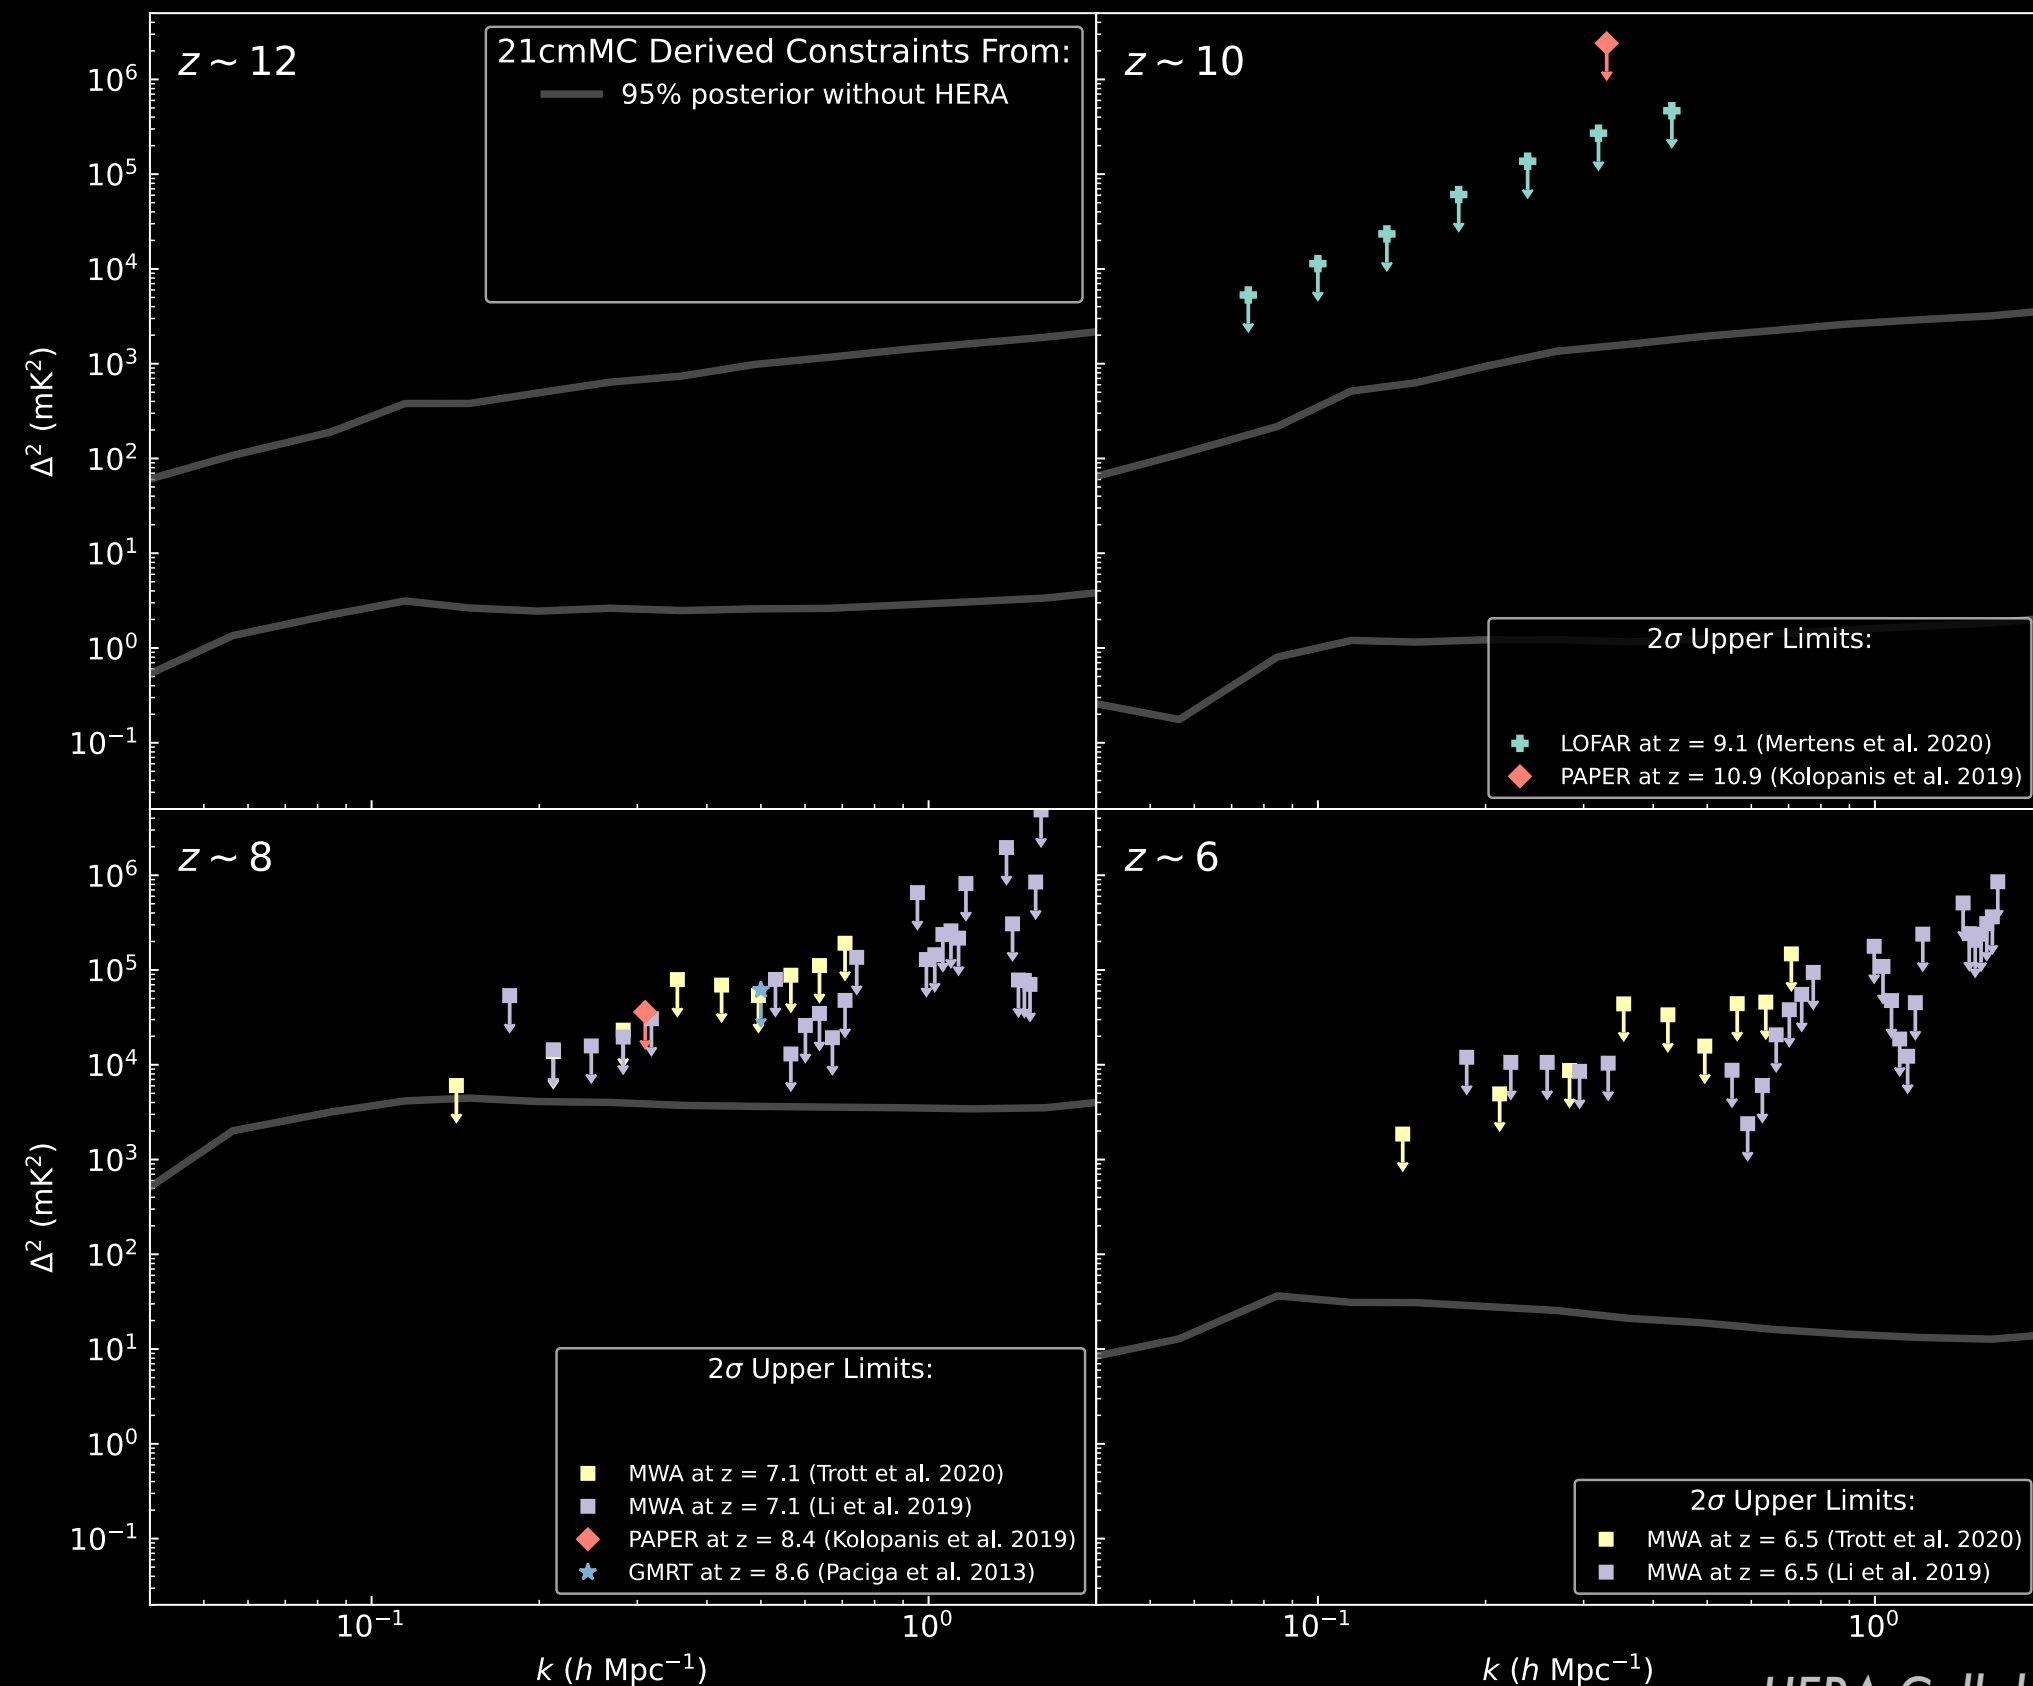 z ~ 12
21cmMC Derived Constraints From:
95% posterior without HERA
z ~ 10
10⁶
10⁵
10⁴
10³
10²
10¹
10⁰
10⁻¹
Δ² (mK²)
2σ Upper Limits:
LOFAR at z = 9.1 (Mertens et al. 2020)
PAPER at z = 10.9 (Kolopanis et al. 2019)
z ~ 8
z ~ 6
10⁶
10⁵
10⁴
10³
10²
10¹
10⁰
10⁻¹
Δ² (mK²)
2σ Upper Limits:
MWA at z = 7.1 (Trott et al. 2020)
MWA at z = 7.1 (Li et al. 2019)
PAPER at z = 8.4 (Kolopanis et al. 2019)
GMRT at z = 8.6 (Paciga et al. 2013)
2σ Upper Limits:
MWA at z = 6.5 (Trott et al. 2020)
MWA at z = 6.5 (Li et al. 2019)
10⁻¹ 10⁰
10⁻¹ 10⁰
k (h Mpc⁻¹)
k (h Mpc⁻¹)